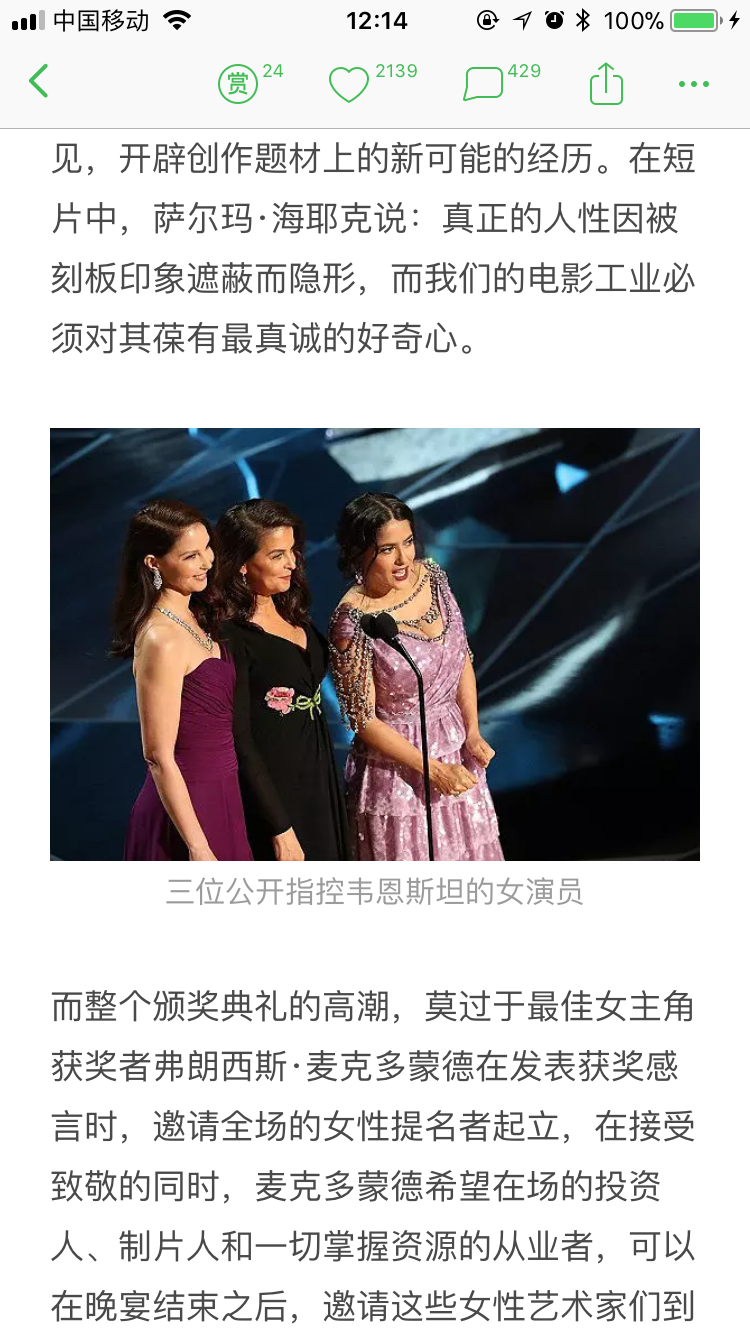 中国移动 12:14 100%
赏 24 2139 429
见，开辟创作题材上的新可能的经历。在短
片中，萨尔玛·海耶克说：真正的人性因被
刻板印象遮蔽而隐形，而我们的电影工业必
须对其葆有最真诚的好奇心。
三位公开指控韦恩斯坦的女演员
而整个颁奖典礼的高潮，莫过于最佳女主角
获奖者弗朗西斯·麦克多蒙德在发表获奖感
言时，邀请全场的女性提名者起立，在接受
致敬的同时，麦克多蒙德希望在场的投资
人、制片人和一切掌握资源的从业者，可以
在晚宴结束之后，邀请这些女性艺术家们到